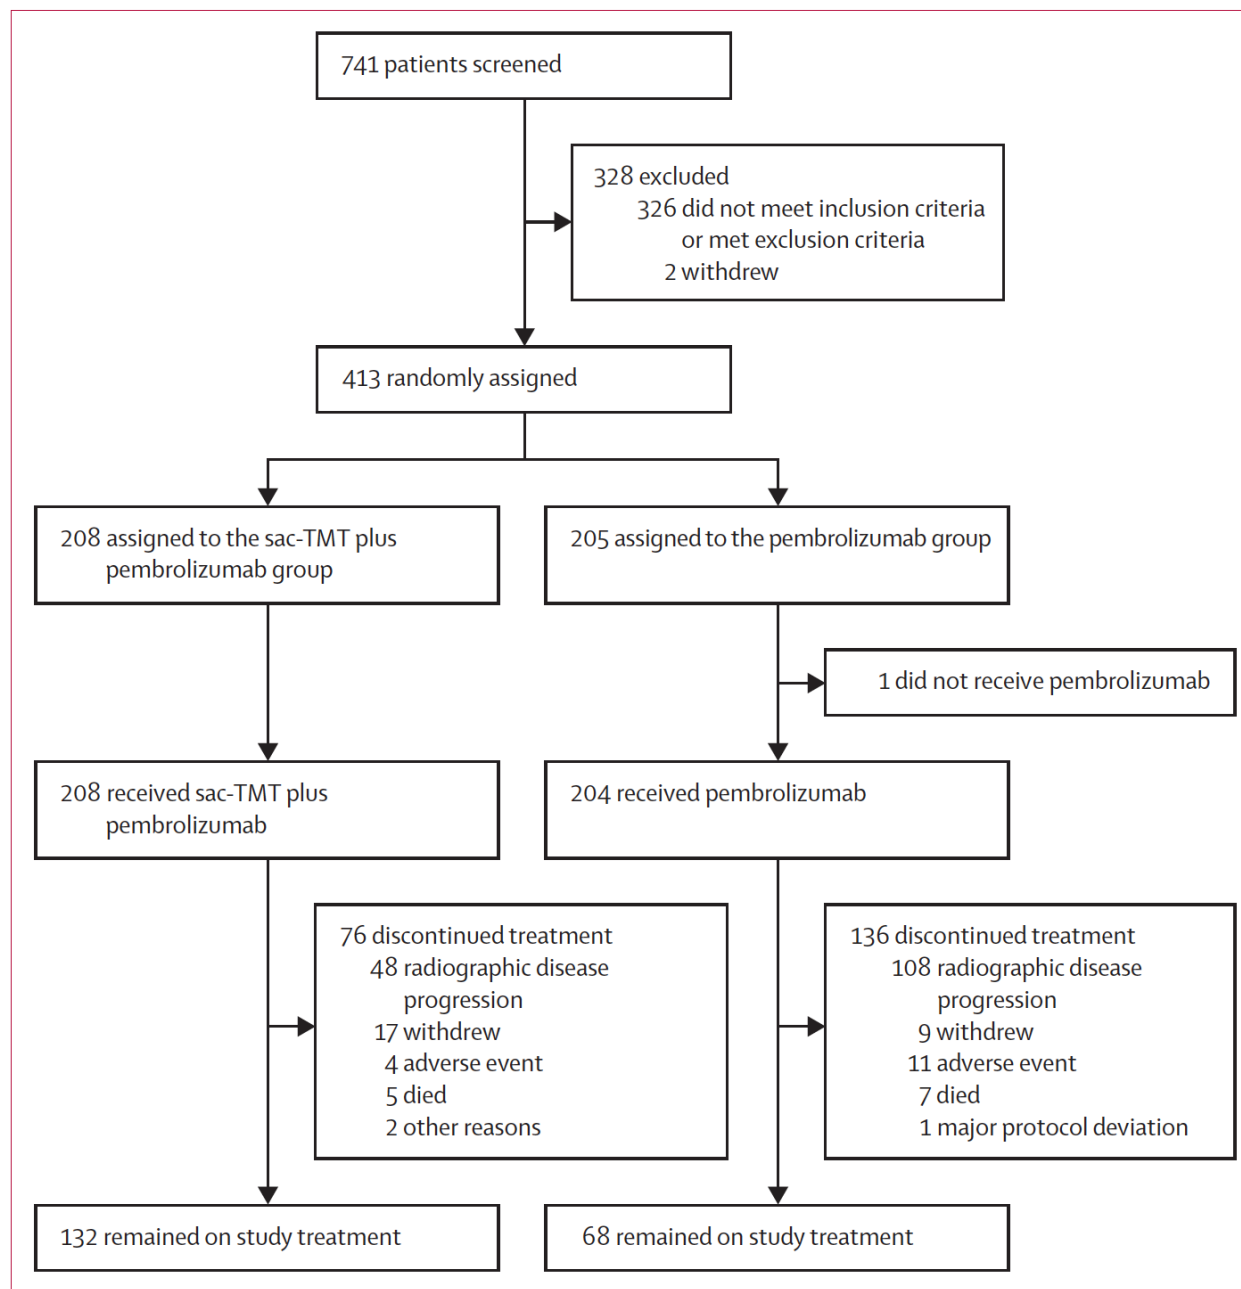 741 patients screened
328 excluded
326 did not meet inclusion criteria
or met exclusion criteria
2 withdrew
413 randomly assigned
208 assigned to the sac-TMT plus
pembrolizumab group
205 assigned to the pembrolizumab group
1 did not receive pembrolizumab
208 received sac-TMT plus
pembrolizumab
204 received pembrolizumab
76 discontinued treatment
48 radiographic disease
progression
17 withdrew
4 adverse event
5 died
2 other reasons
136 discontinued treatment
108 radiographic disease
progression
9 withdrew
11 adverse event
7 died
1 major protocol deviation
132 remained on study treatment
68 remained on study treatment